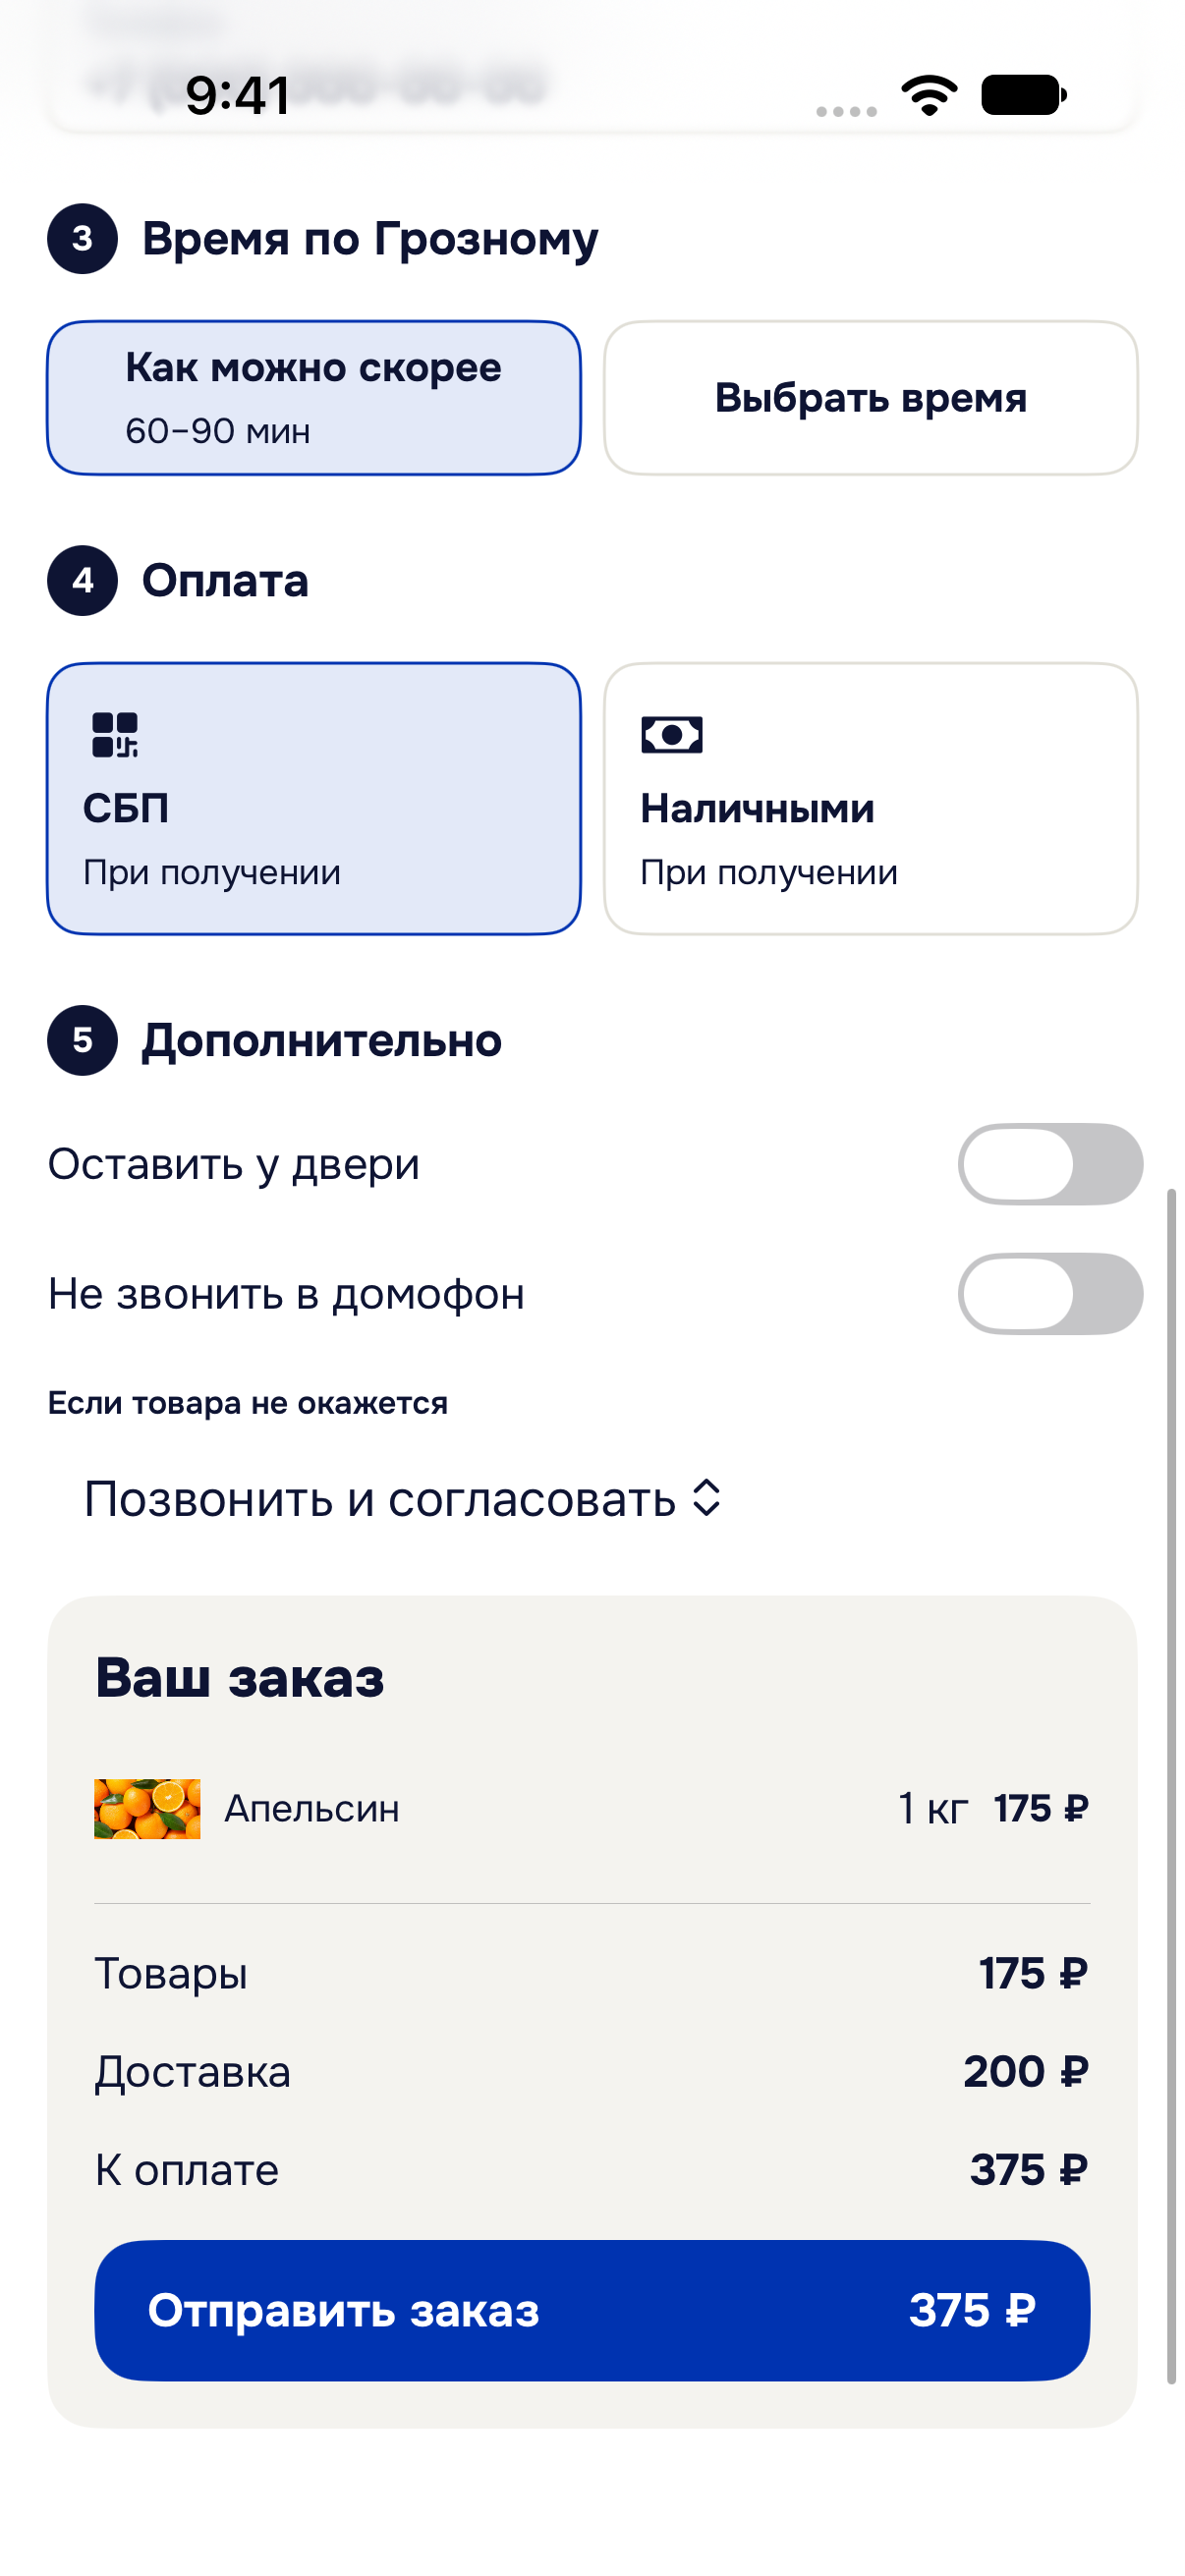 9:41
3 Время по Грозному
Как можно скорее
60–90 мин
Выбрать время
4 Оплата
СБП
При получении
Наличными
При получении
5 Дополнительно
Оставить у двери
Не звонить в домофон
Если товара не окажется
Позвонить и согласовать
Ваш заказ
Апельсин 1 кг 175 ₽
Товары 175 ₽
Доставка 200 ₽
К оплате 375 ₽
Отправить заказ 375 ₽